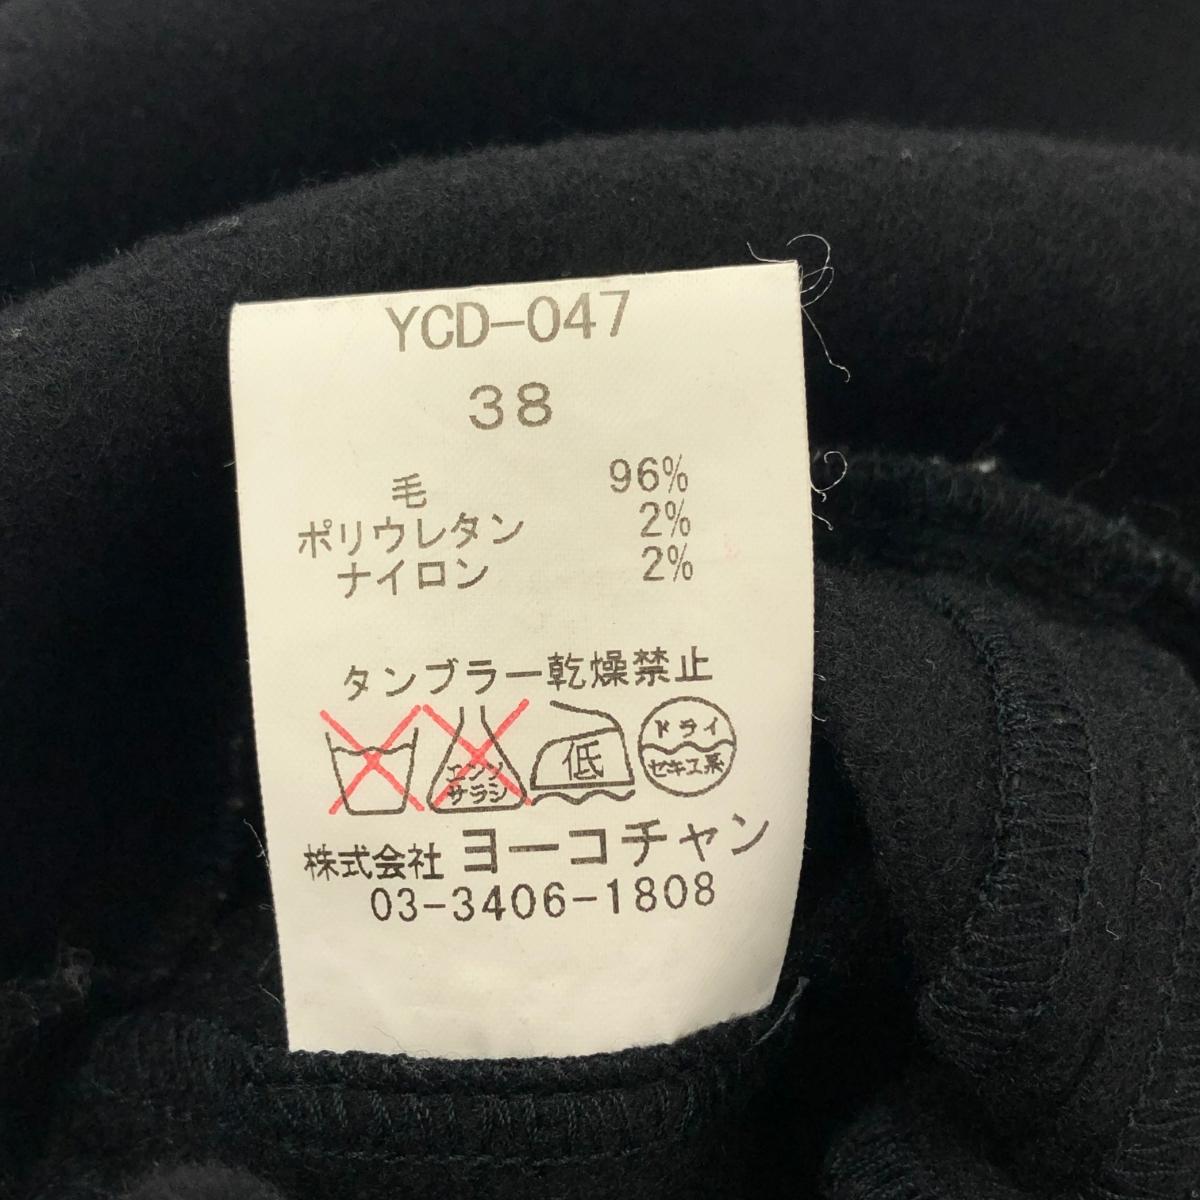 YCD-047
38
毛 96%
ポリウレタン 2%
ナイロン 2%
タンブラー乾燥禁止
エンソ
サラシ
低
ドライ
セキユ系
株式会社 ヨーコチャン
03-3406-1808